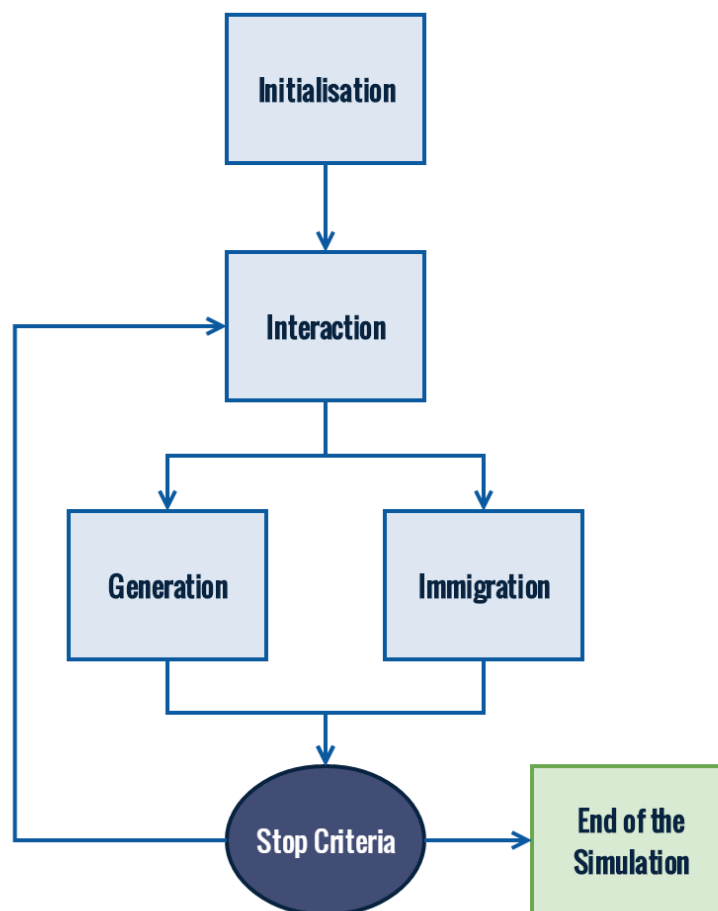 Initialisation
Interaction
Generation
Immigration
Stop Criteria
End of the
Simulation